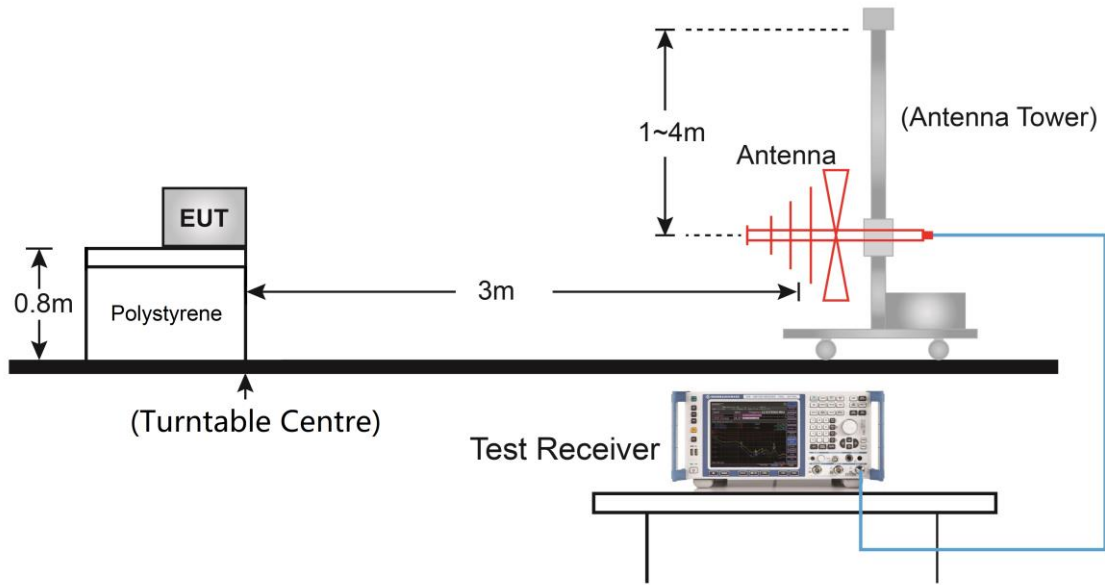 1~4m
(Antenna Tower)
Antenna
EUT
0.8m
Polystyrene
3m
(Turntable Centre)
Test Receiver